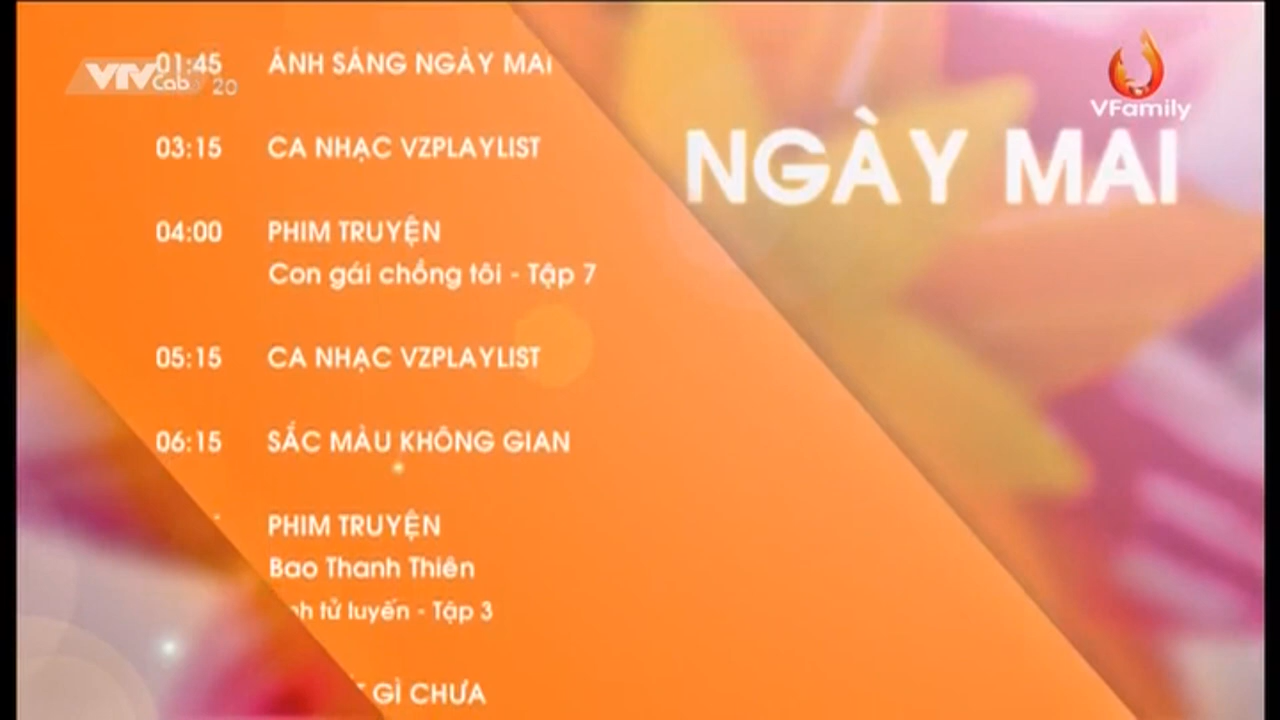 01:45 ÁNH SÁNG NGÀY MAI
VTVCab 20
VFamily
NGÀY MAI
03:15 CA NHẠC VZPLAYLIST
04:00 PHIM TRUYỆN
Con gái chồng tôi - Tập 7
05:15 CA NHẠC VZPLAYLIST
06:15 SẮC MÀU KHÔNG GIAN
PHIM TRUYỆN
Bao Thanh Thiên
tử luyến - Tập 3
GÌ CHƯA